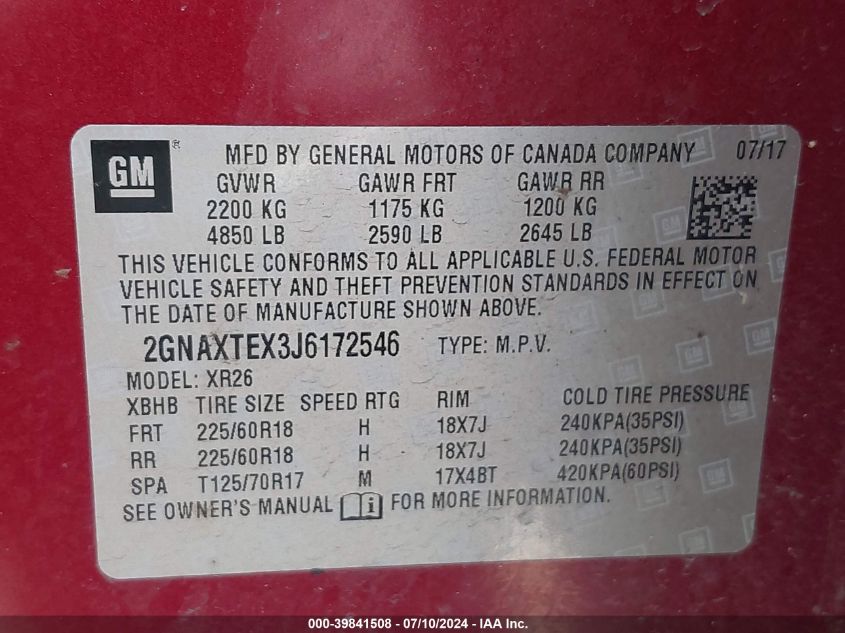 GM ® MFD BY GENERAL MOTORS OF CANADA COMPANY 07/17
GVWR GAWR FRT GAWR RR
2200 KG 1175 KG 1200 KG
4850 LB 2590 LB 2645 LB
THIS VEHICLE CONFORMS TO ALL APPLICABLE U.S. FEDERAL MOTOR
VEHICLE SAFETY AND THEFT PREVENTION STANDARDS IN EFFECT ON
THE DATE OF MANUFACTURE SHOWN ABOVE.
2GNAXTEX3J6172546 TYPE: M.P.V.
MODEL: XR26
XBHB TIRE SIZE SPEED RTG RIM COLD TIRE PRESSURE
FRT 225/60R18 H 18X7J 240KPA(35PSI)
RR 225/60R18 H 18X7J 240KPA(35PSI)
SPA T125/70R17 M 17X4BT 420KPA(60PSI)
SEE OWNER'S MANUAL i FOR MORE INFORMATION.
000-39841508 - 07/10/2024 - IAA Inc.